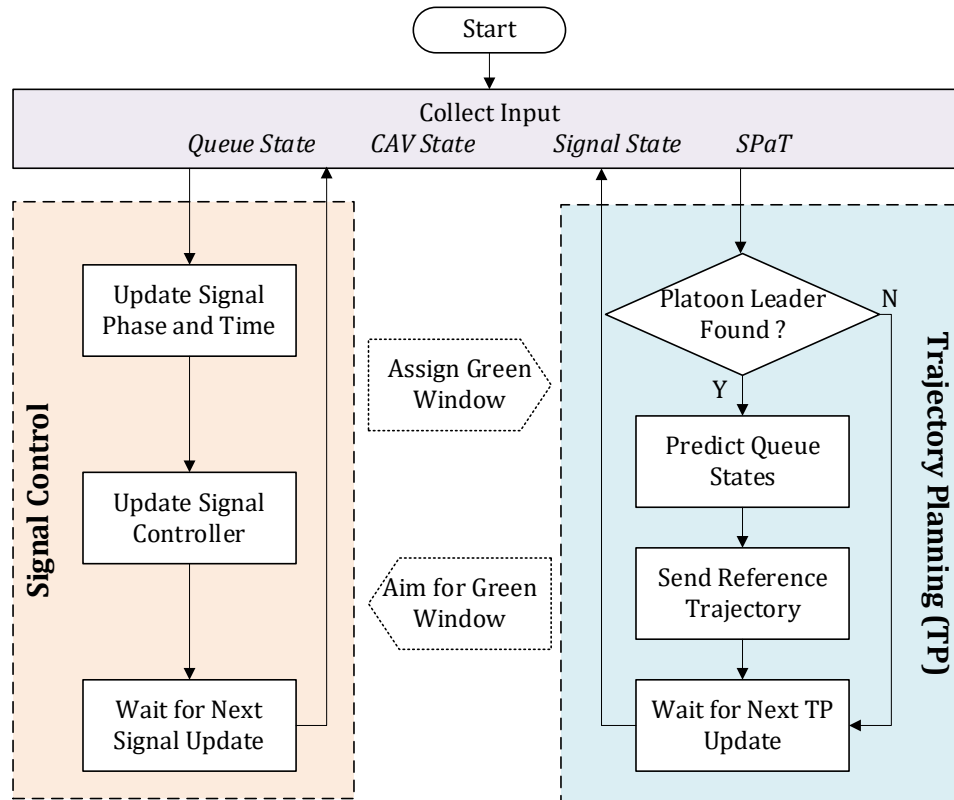 Start
Collect Input
Queue State CAV State Signal State SPaT
Signal Control
Update Signal
Phase and Time
Update Signal
Controller
Wait for Next
Signal Update
Assign Green
Window
Aim for Green
Window
Platoon Leader
Found ?
N
Y
Predict Queue
States
Send Reference
Trajectory
Wait for Next TP
Update
Trajectory Planning (TP)